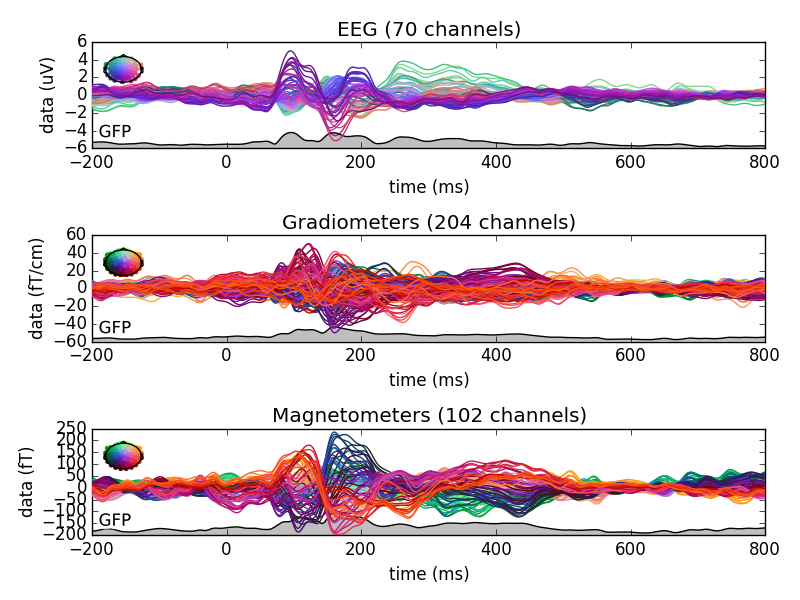 EEG (70 channels)
data (uV)
6
4
2
0
−2
−4
−6
GFP
−200 0 200 400 600 800
time (ms)
Gradiometers (204 channels)
data (fT/cm)
60
40
20
0
−20
−40
−60
GFP
−200 0 200 400 600 800
time (ms)
Magnetometers (102 channels)
data (fT)
250
200
150
100
50
0
−50
−100
−150
−200
GFP
−200 0 200 400 600 800
time (ms)